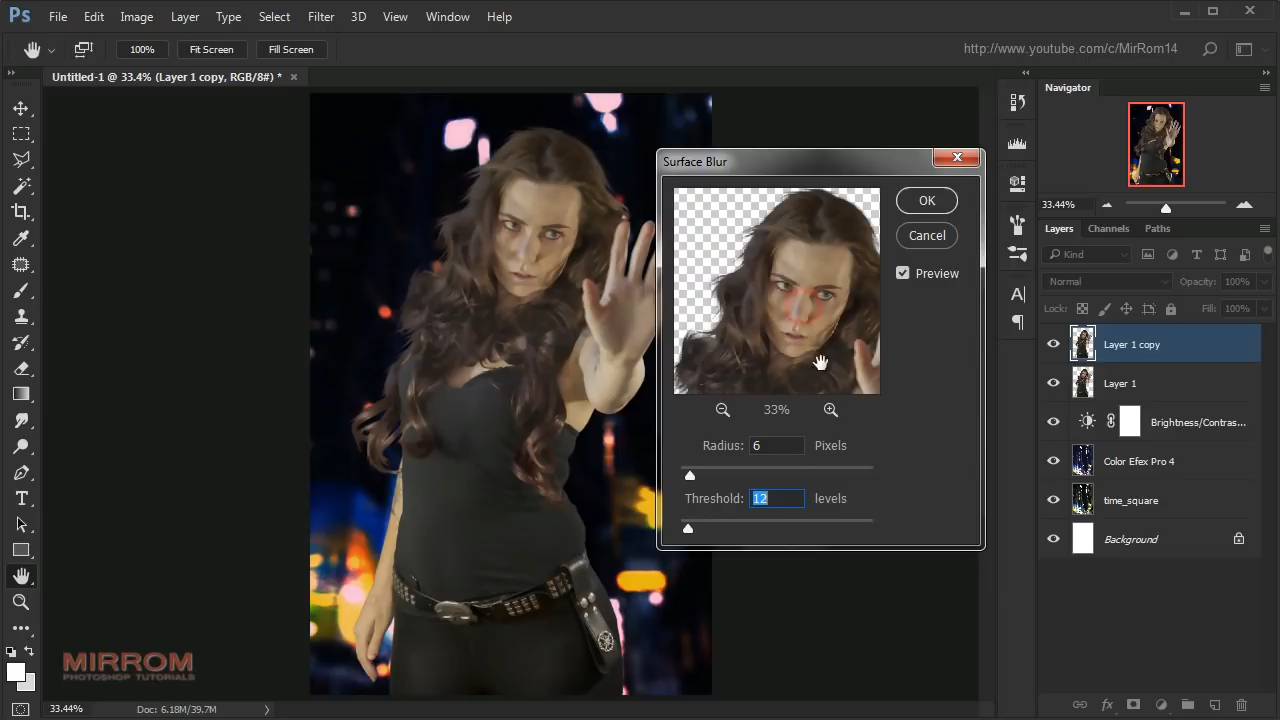 Ps File Edit Image Layer Type Select Filter 3D View Window Help
100% Fit Screen Fill Screen http://www.youtube.com/c/MirRom14
Untitled-1 @ 33.4% (Layer 1 copy, RGB/8#) *
Navigator
33.44%
Layers Channels Paths
Kind
Normal Opacity: 100%
Lock: Fill: 100%
Layer 1 copy
Layer 1
Brightness/Contras...
Color Efex Pro 4
time_square
Background
Surface Blur
OK
Cancel
Preview
33%
Radius: 6 Pixels
Threshold: 12 levels
MIRROM
PHOTOSHOP TUTORIALS
33.44% Doc: 6.18M/39.7M